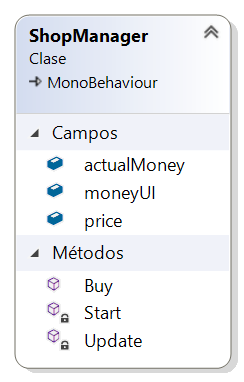 ShopManager
Clase
MonoBehaviour
Campos
actualMoney
moneyUI
price
Métodos
Buy
Start
Update